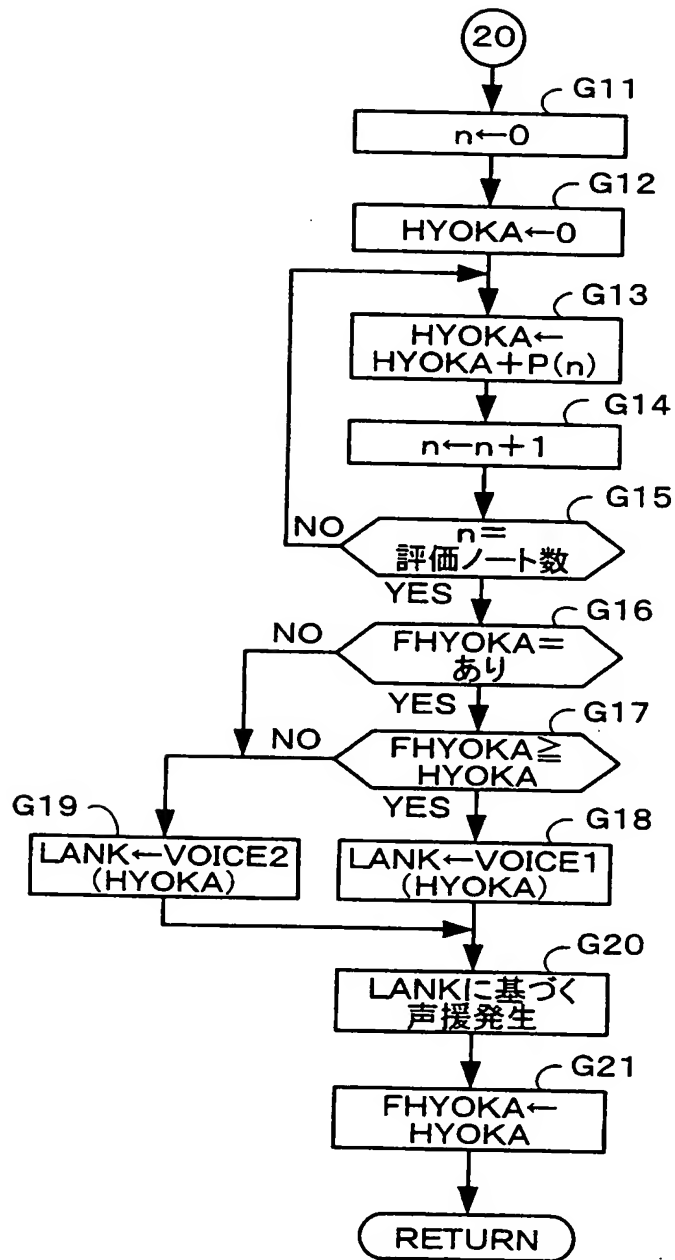 20
G11
n←0
G12
HYOKA←0
G13
HYOKA←
HYOKA+P(n)
G14
n←n+1
G15
NO
n=
評価ノート数
YES
G16
NO
FHYOKA=
あり
YES
G17
NO
FHYOKA≧
HYOKA
YES
G19
LANK←VOICE2
(HYOKA)
G18
LANK←VOICE1
(HYOKA)
G20
LANKに基づく
声援発生
G21
FHYOKA←
HYOKA
RETURN